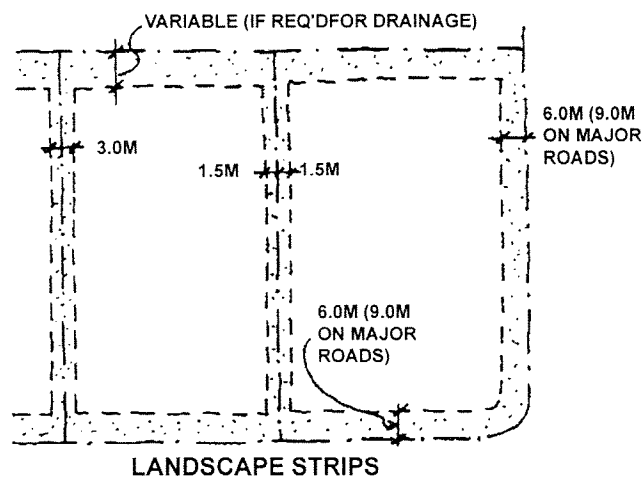 VARIABLE (IF REQ'DFOR DRAINAGE)
6.0M (9.0M
ON MAJOR
ROADS)
3.0M
1.5M
1.5M
6.0M (9.0M
ON MAJOR
ROADS)
LANDSCAPE STRIPS